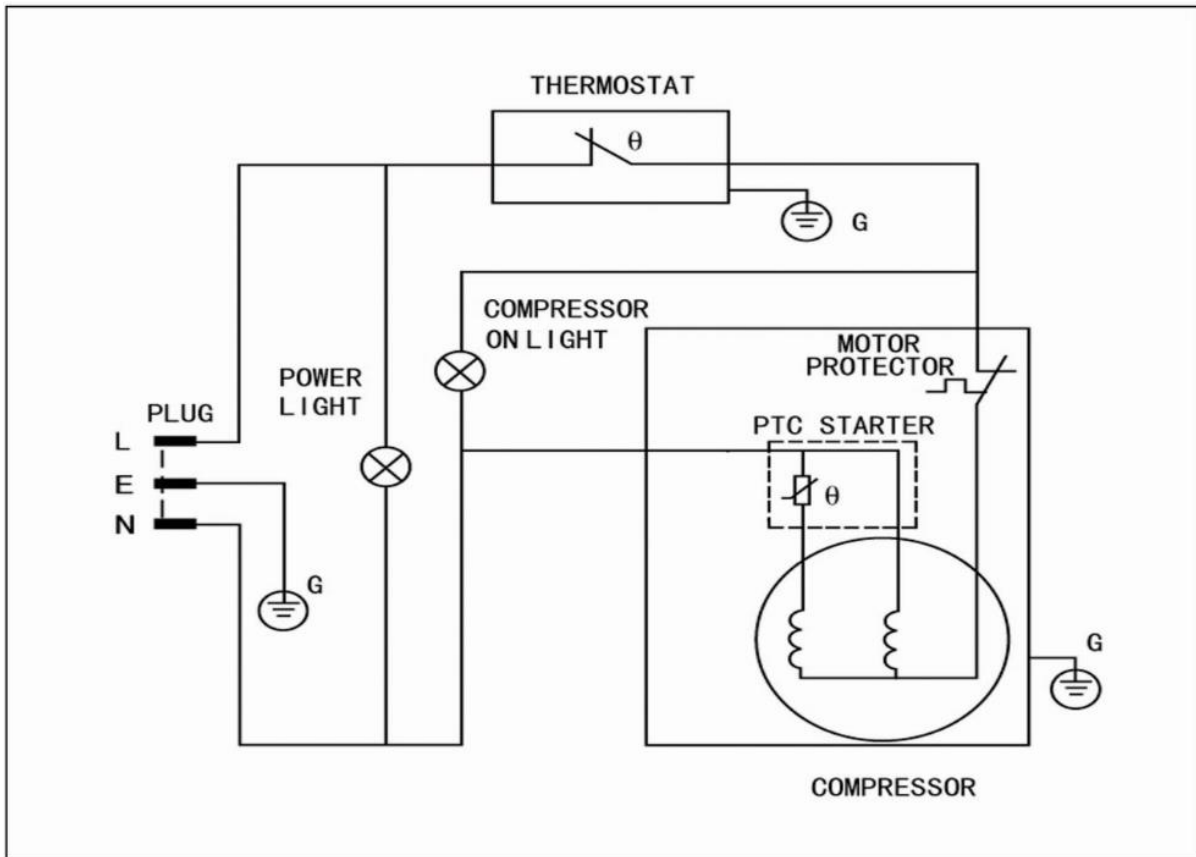 THERMOSTAT
θ
G
COMPRESSOR
ON LIGHT
MOTOR
PROTECTOR
POWER
LIGHT
PLUG
PTC STARTER
L
E
θ
N
G
G
COMPRESSOR